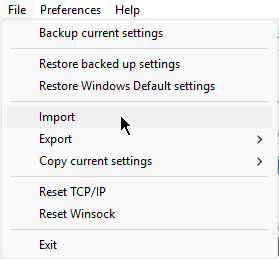 File Preferences Help
Backup current settings
Restore backed up settings
Restore Windows Default settings
Import
Export
Copy current settings
Reset TCP/IP
Reset Winsock
Exit